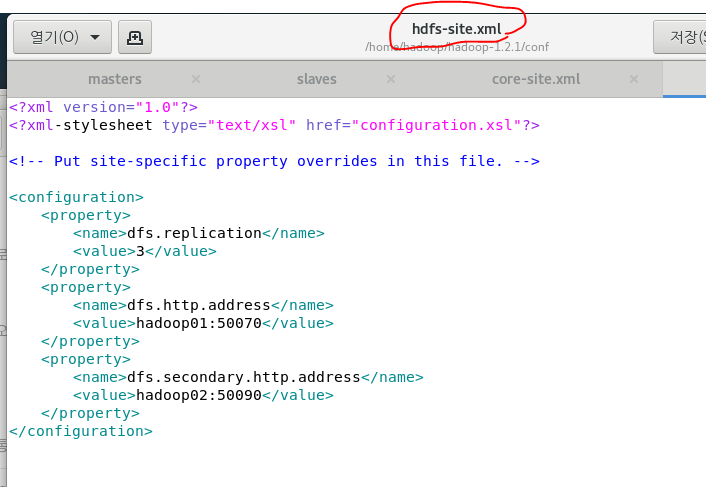 열기(O)
hdfs-site.xml
/home/hadoop/hadoop-1.2.1/conf
저장(S
masters
slaves
core-site.xml
<?xml version="1.0"?>
<?xml-stylesheet type="text/xsl" href="configuration.xsl"?>
<!-- Put site-specific property overrides in this file. -->
<configuration>
<property>
<name>dfs.replication</name>
<value>3</value>
</property>
<property>
<name>dfs.http.address</name>
<value>hadoop01:50070</value>
</property>
<property>
<name>dfs.secondary.http.address</name>
<value>hadoop02:50090</value>
</property>
</configuration>